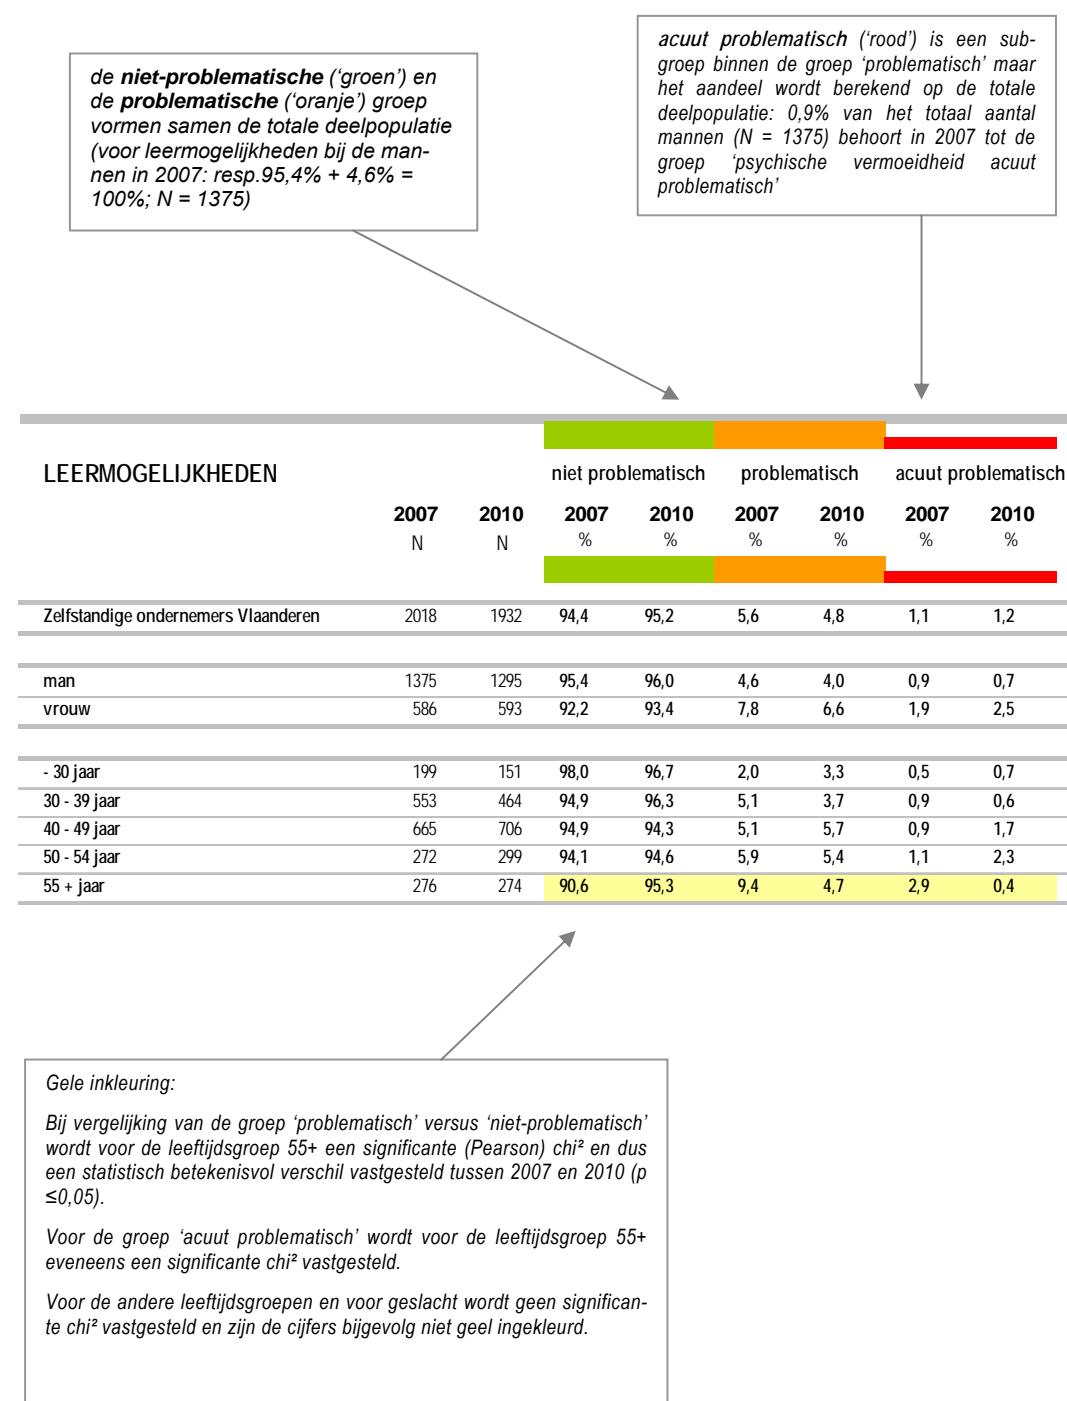 de niet-problematische (‘groen’) en
de problematische (‘oranje’) groep
vormen samen de totale deelpopulatie
(voor leermogelijkheden bij de man-
nen in 2007: resp.95,4% + 4,6% =
100%; N = 1375)
acuut problematisch (‘rood’) is een sub-
groep binnen de groep ‘problematisch’ maar
het aandeel wordt berekend op de totale
deelpopulatie: 0,9% van het totaal aantal
mannen (N = 1375) behoort in 2007 tot de
groep ‘psychische vermoeidheid acuut
problematisch’
LEERMOGELIJKHEDEN niet problematisch problematisch acuut problematisch
2007 2010 2007 2010 2007 2010 2007 2010
N N % % % % % %
Zelfstandige ondernemers Vlaanderen 2018 1932 94,4 95,2 5,6 4,8 1,1 1,2
man 1375 1295 95,4 96,0 4,6 4,0 0,9 0,7
vrouw 586 593 92,2 93,4 7,8 6,6 1,9 2,5
- 30 jaar 199 151 98,0 96,7 2,0 3,3 0,5 0,7
30 - 39 jaar 553 464 94,9 96,3 5,1 3,7 0,9 0,6
40 - 49 jaar 665 706 94,9 94,3 5,1 5,7 0,9 1,7
50 - 54 jaar 272 299 94,1 94,6 5,9 5,4 1,1 2,3
55 + jaar 276 274 90,6 95,3 9,4 4,7 2,9 0,4
Gele inkleuring:
Bij vergelijking van de groep ‘problematisch’ versus ‘niet-problematisch’
wordt voor de leeftijdsgroep 55+ een significante (Pearson) chi² en dus
een statistisch betekenisvol verschil vastgesteld tussen 2007 en 2010 (p
≤0,05).
Voor de groep ‘acuut problematisch’ wordt voor de leeftijdsgroep 55+
eveneens een significante chi² vastgesteld.
Voor de andere leeftijdsgroepen en voor geslacht wordt geen significan-
te chi² vastgesteld en zijn de cijfers bijgevolg niet geel ingekleurd.